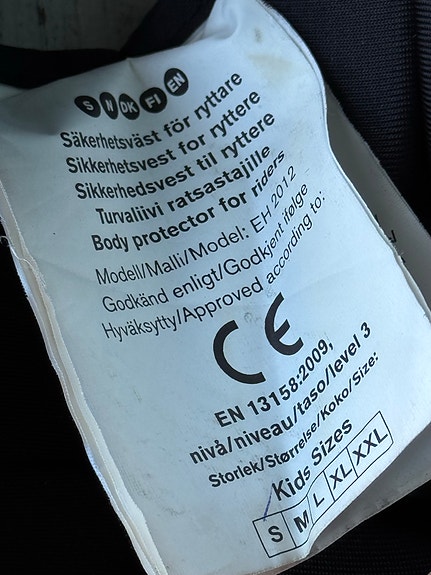 S N DK FI EN
Säkerhetsväst för ryttare
Sikkerhetsvest for ryttere
Sikkerhedsvest til ryttere
Turvaliivi ratsastajille
Body protector for riders
Modell/Malli/Model: EH 2012
Godkänd enligt/Godkjent ifølge
Hyväksytty/Approved according to:
CE
EN 13158:2009,
nivå/niveau/taso/level 3
Storlek/Størrelse/Koko/Size:
Kids Sizes
S M L XL XXL